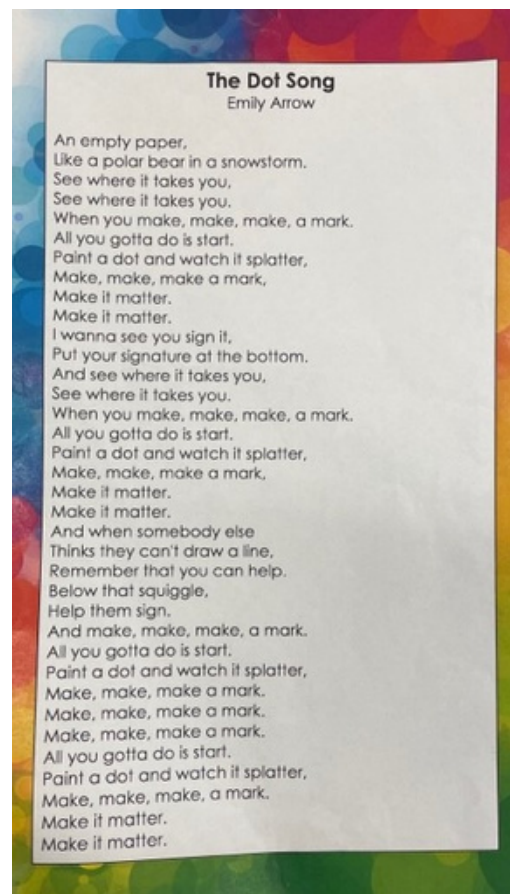 The Dot Song
Emily Arrow
An empty paper,
Like a polar bear in a snowstorm.
See where it takes you,
See where it takes you.
When you make, make, make, a mark.
All you gotta do is start.
Paint a dot and watch it splatter,
Make, make, make a mark,
Make it matter.
Make it matter.
I wanna see you sign it,
Put your signature at the bottom.
And see where it takes you,
See where it takes you.
When you make, make, make, a mark.
All you gotta do is start.
Paint a dot and watch it splatter,
Make, make, make a mark,
Make it matter.
Make it matter.
And when somebody else
Thinks they can't draw a line,
Remember that you can help.
Below that squiggle,
Help them sign.
And make, make, make, a mark.
All you gotta do is start.
Paint a dot and watch it splatter,
Make, make, make a mark.
Make, make, make a mark.
Make, make, make a mark.
All you gotta do is start.
Paint a dot and watch it splatter,
Make, make, make, a mark.
Make it matter.
Make it matter.